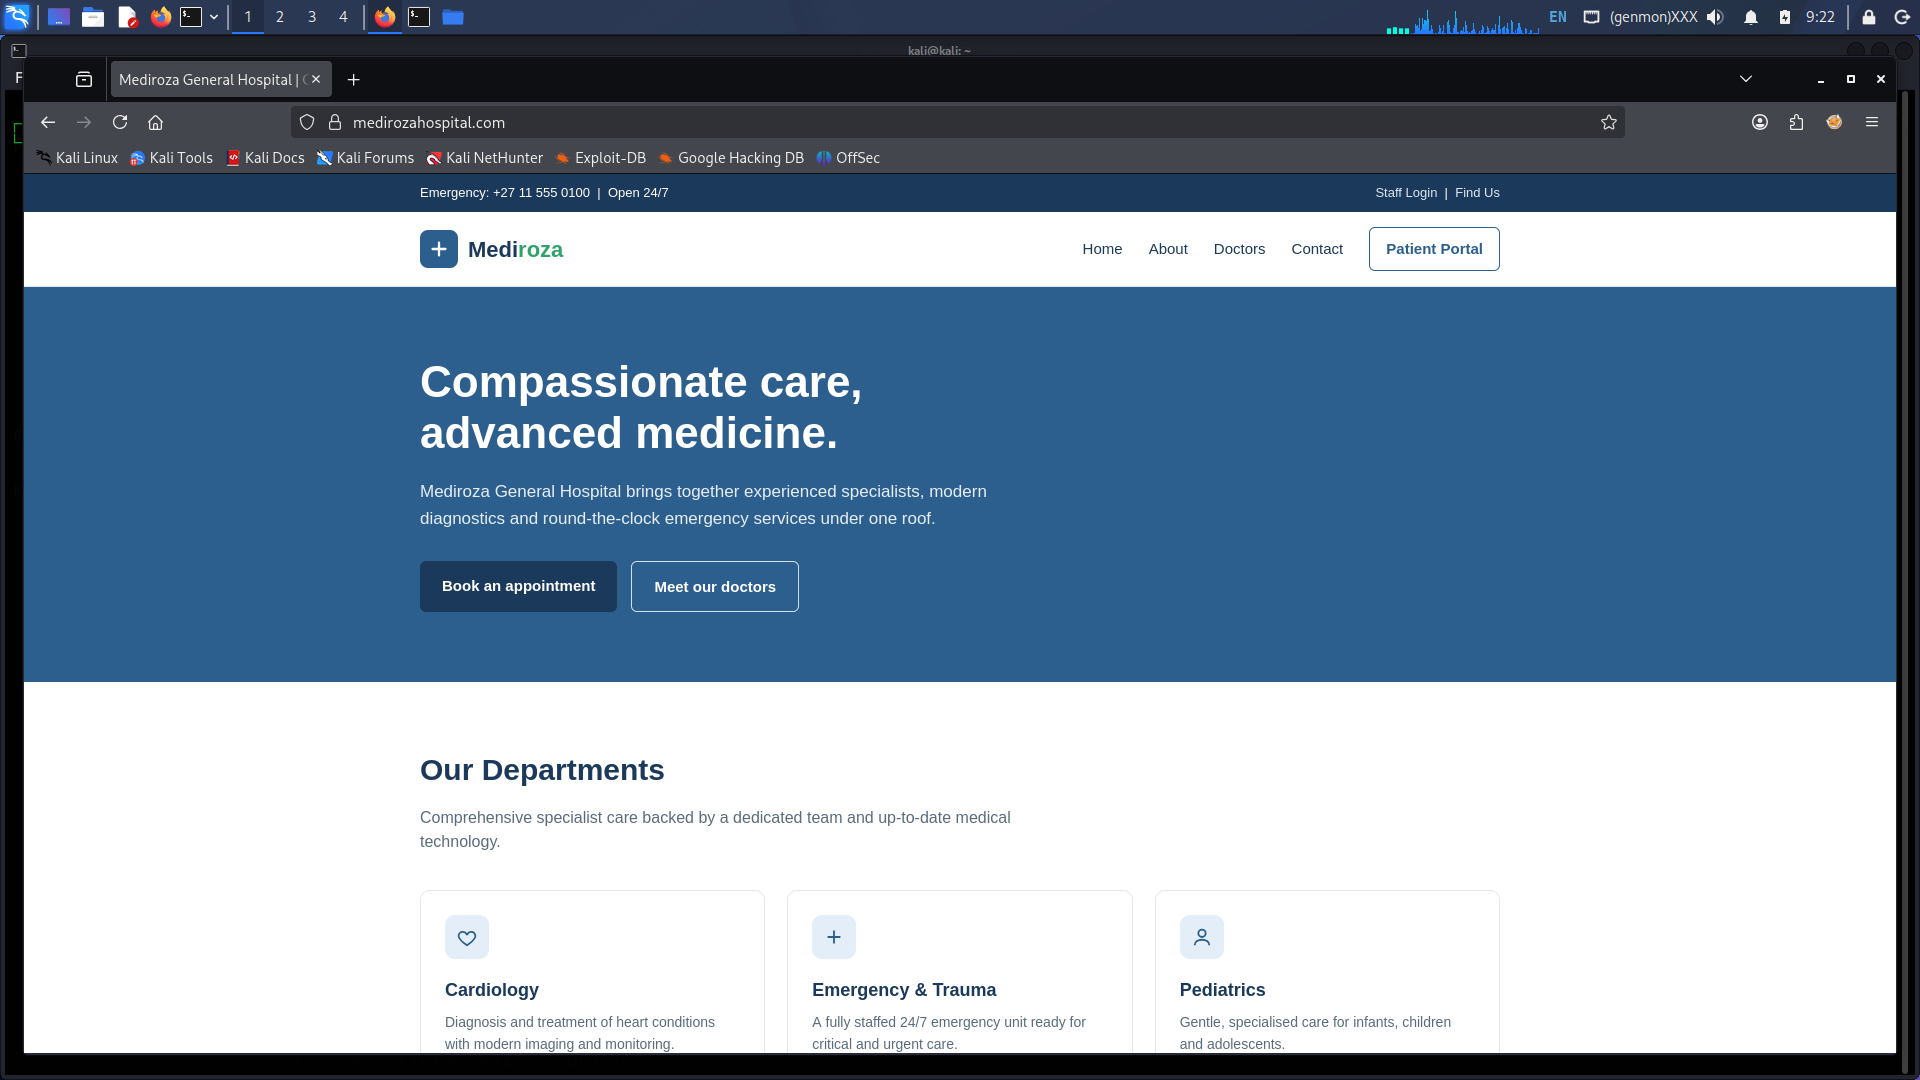 1 2 3 4 EN (genmon)XXX 9:22
kali@kali: ~
F
Mediroza General Hospital |
medirozahospital.com
Kali Linux Kali Tools Kali Docs Kali Forums Kali NetHunter Exploit-DB Google Hacking DB OffSec
Emergency: +27 11 555 0100 | Open 24/7 Staff Login | Find Us
Mediroza Home About Doctors Contact Patient Portal
Compassionate care,
advanced medicine.
Mediroza General Hospital brings together experienced specialists, modern
diagnostics and round-the-clock emergency services under one roof.
Book an appointment Meet our doctors
Our Departments
Comprehensive specialist care backed by a dedicated team and up-to-date medical
technology.
Cardiology
Diagnosis and treatment of heart conditions
with modern imaging and monitoring.
Emergency & Trauma
A fully staffed 24/7 emergency unit ready for
critical and urgent care.
Pediatrics
Gentle, specialised care for infants, children
and adolescents.